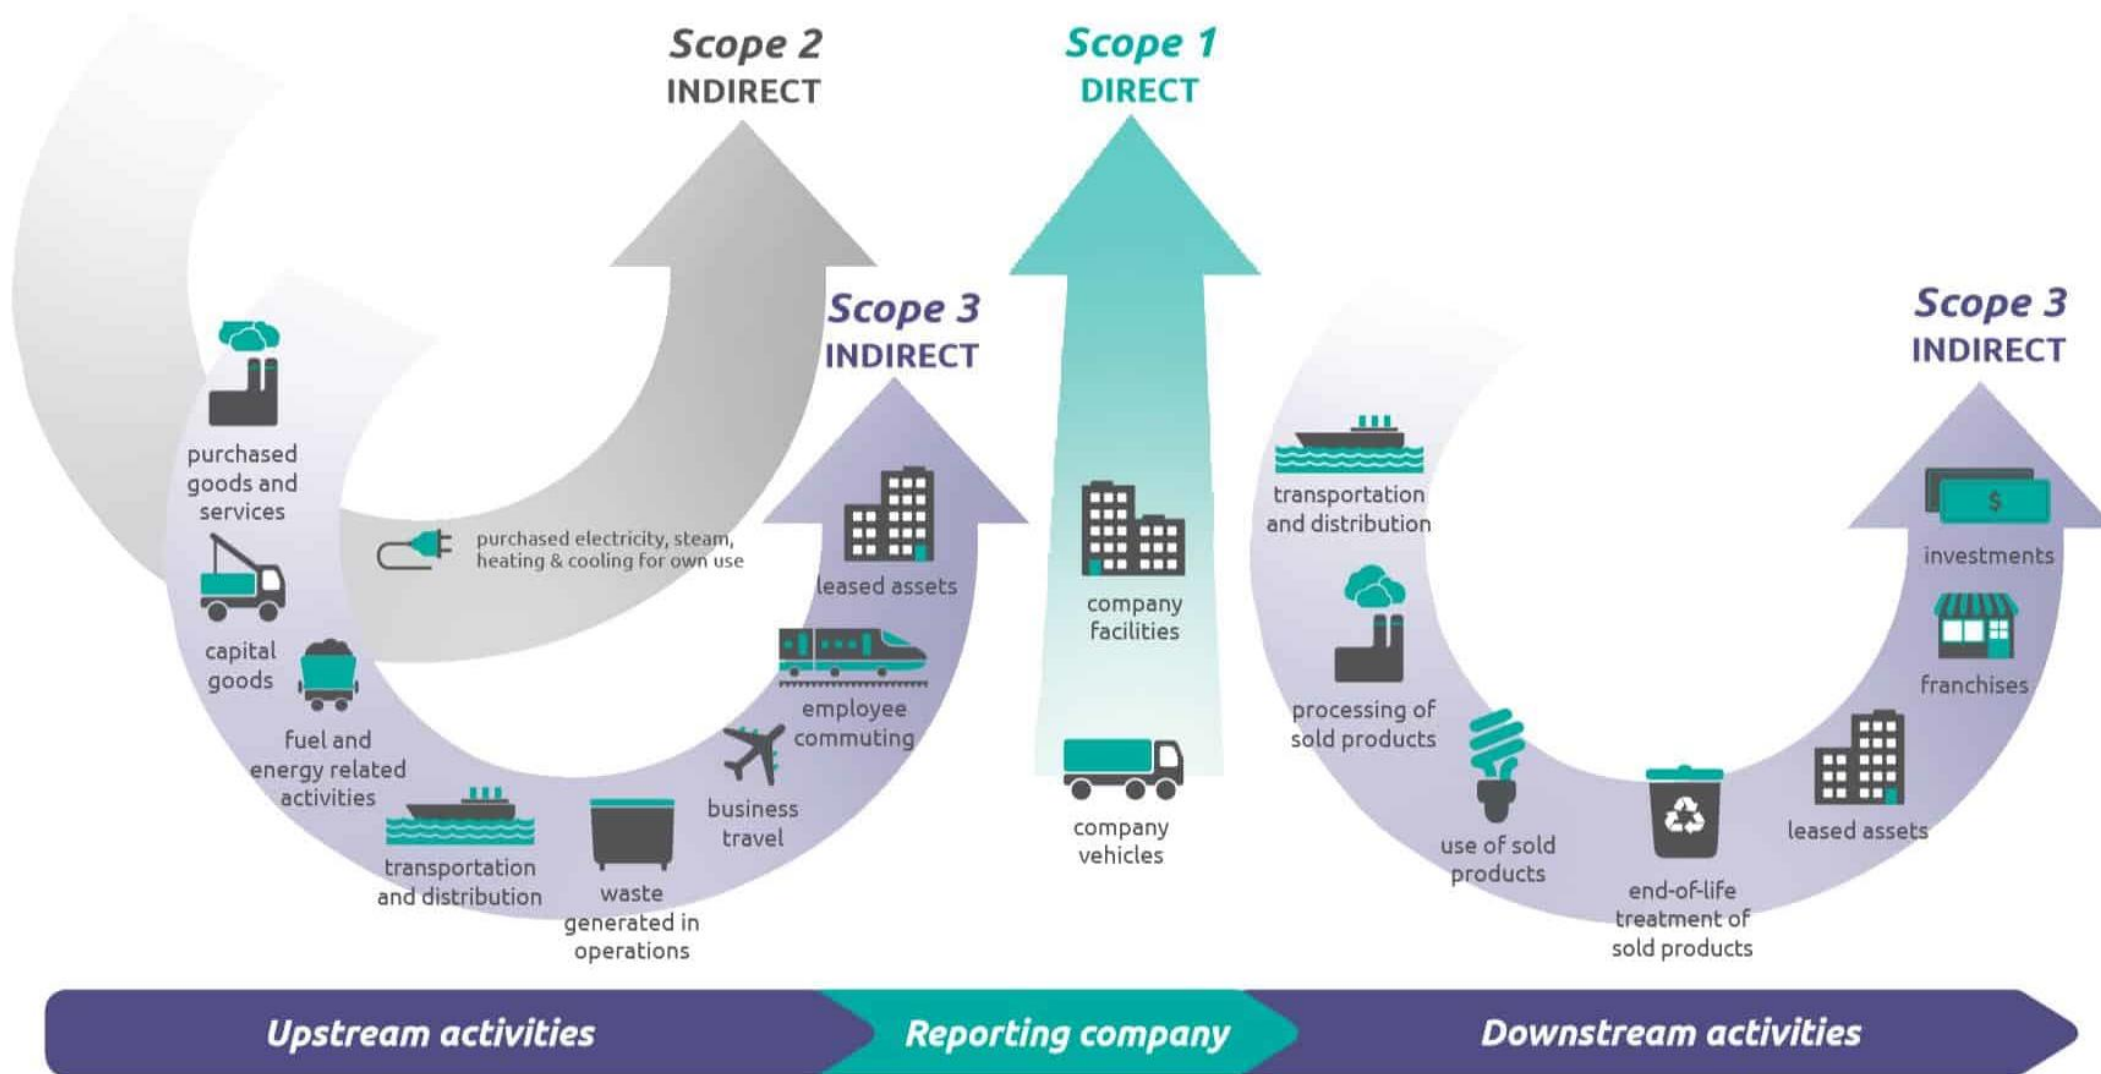 Scope 2
INDIRECT
purchased electricity, steam,
heating & cooling for own use
Scope 3
INDIRECT
purchased
goods and
services
capital
goods
fuel and
energy related
activities
transportation
and distribution
waste
generated in
operations
business
travel
employee
commuting
leased assets
Scope 1
DIRECT
company
facilities
company
vehicles
Scope 3
INDIRECT
transportation
and distribution
processing of
sold products
use of sold
products
end-of-life
treatment of
sold products
leased assets
franchises
$
investments
Upstream activities
Reporting company
Downstream activities